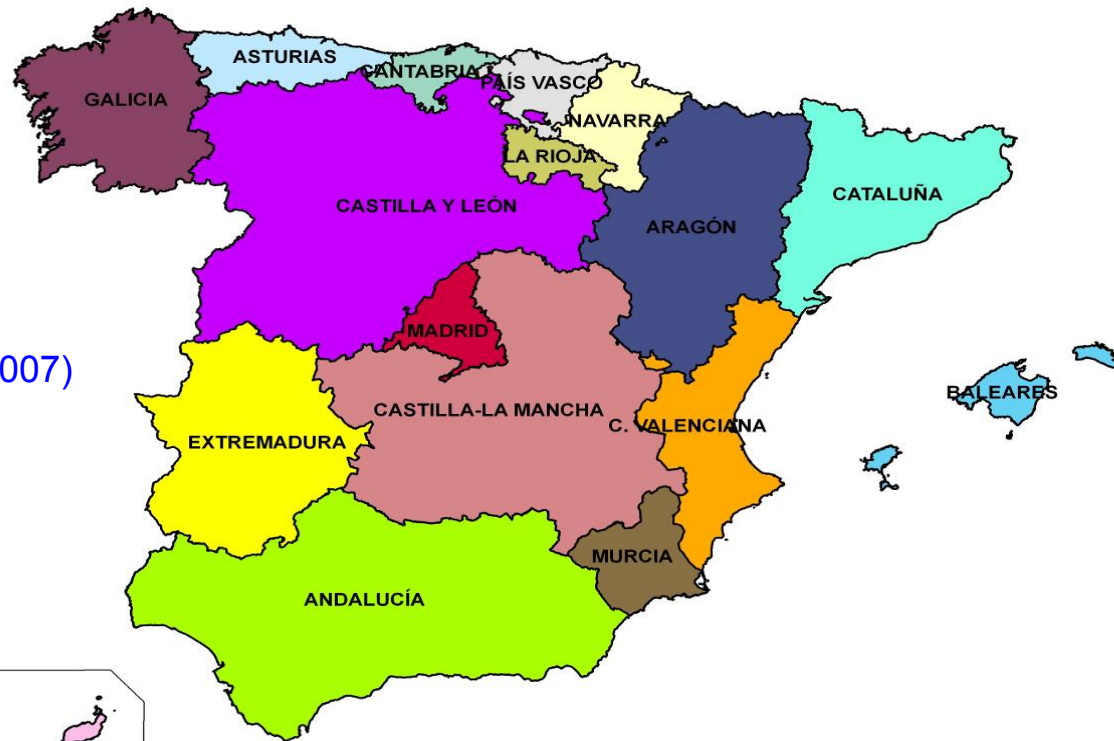 ASTURIAS
CANTABRIA
PAÍS VASCO
GALICIA
NAVARRA
LA RIOJA
CASTILLA Y LEÓN
CATALUÑA
ARAGÓN
MADRID
007)
BALEARES
CASTILLA-LA MANCHA
C. VALENCIANA
EXTREMADURA
MURCIA
ANDALUCÍA